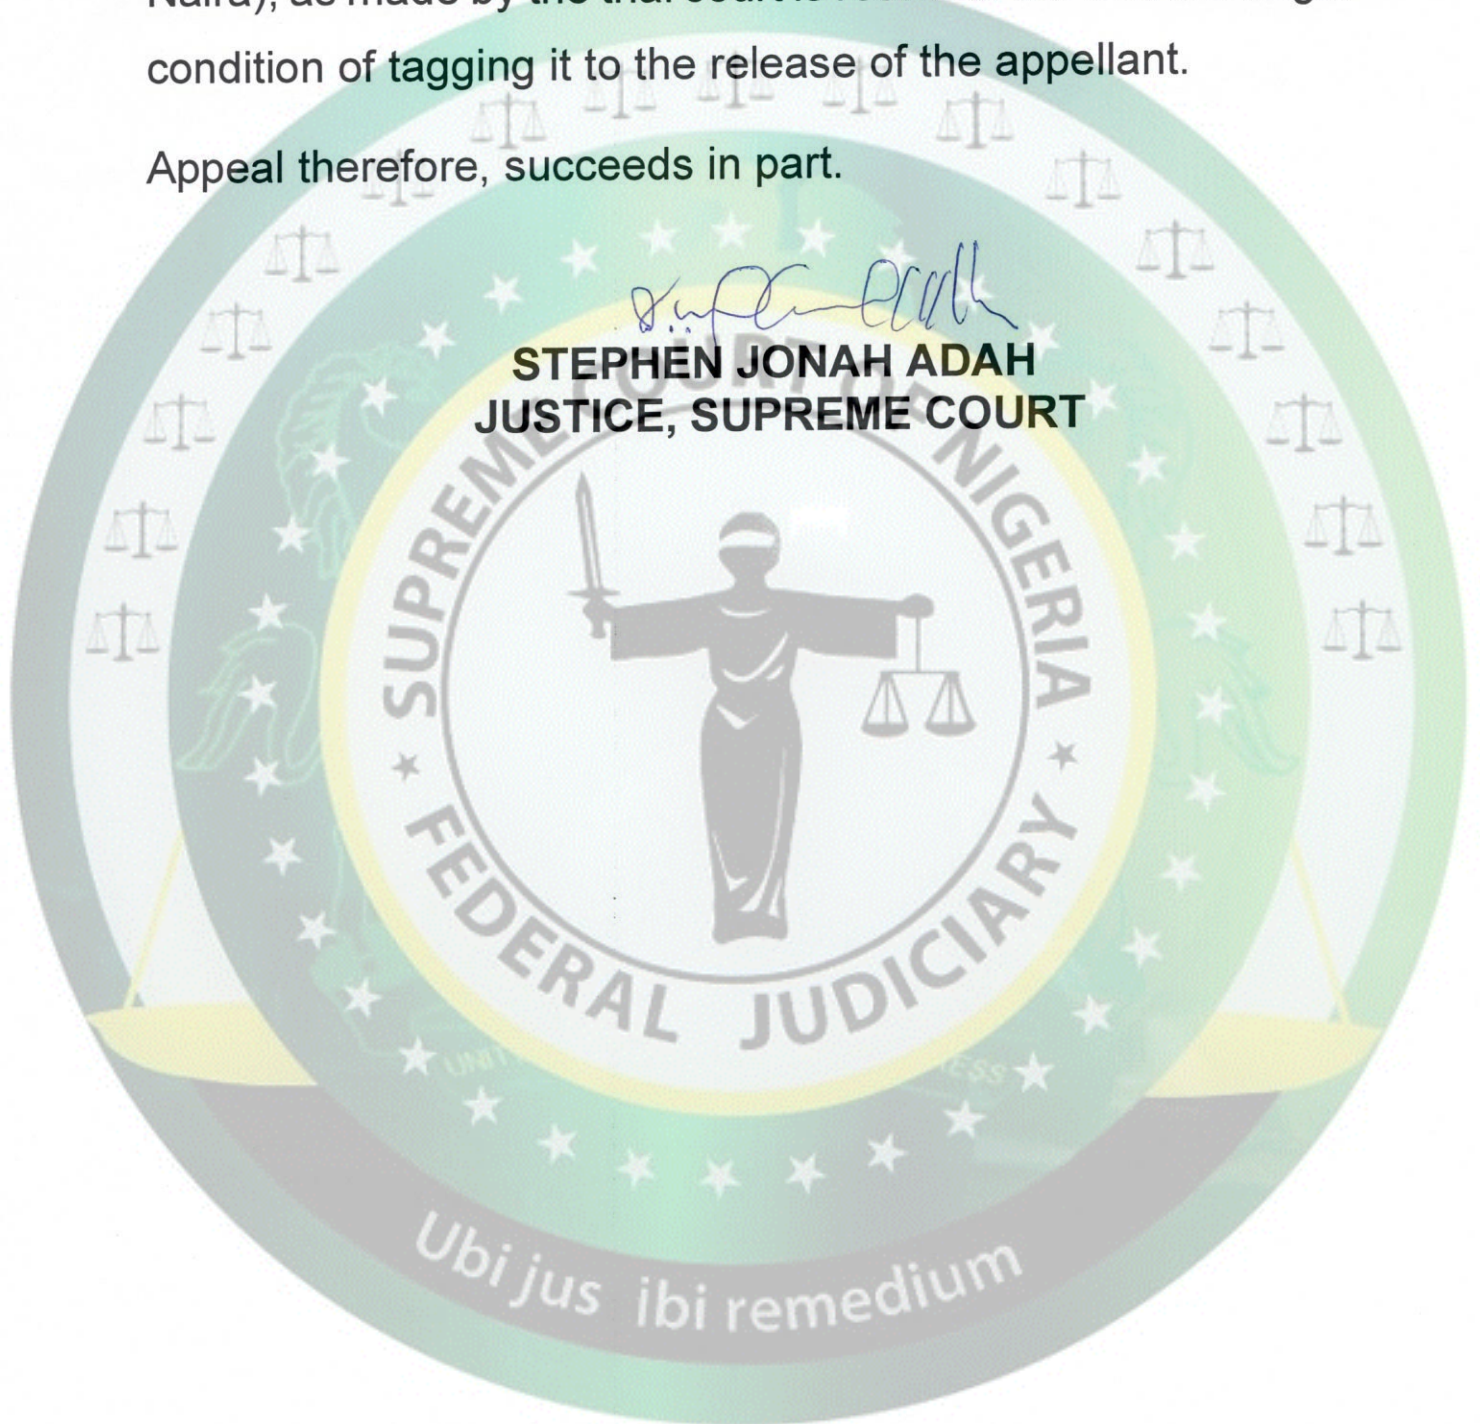 condition of tagging it to the release of the appellant.
Appeal therefore, succeeds in part.
STEPHEN JONAH ADAH
JUSTICE, SUPREME COURT
SUPREME COURT OF NIGERIA
FEDERAL JUDICIARY
Ubi jus ibi remedium